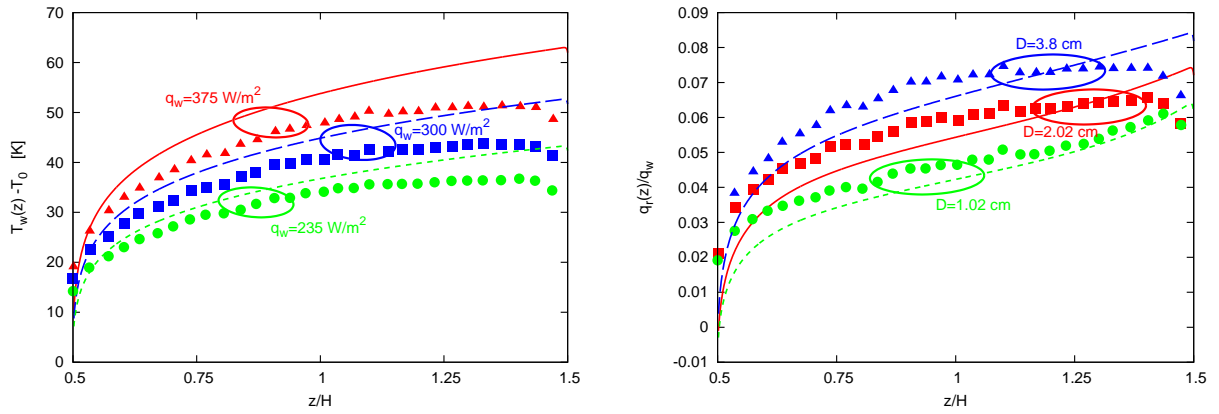 70
60
50
40
30
20
10
0
0.5
0.75
1
1.25
1.5
z/H
T_w(z) -T_0 [K]
q_w=375 W/m^2
q_w=300 W/m^2
q_w=235 W/m^2
0.09
0.08
0.07
0.06
0.05
0.04
0.03
0.02
0.01
0
-0.01
0.5
0.75
1
1.25
1.5
z/H
q_r(z)/q_w
D=3.8 cm
D=2.02 cm
D=1.02 cm